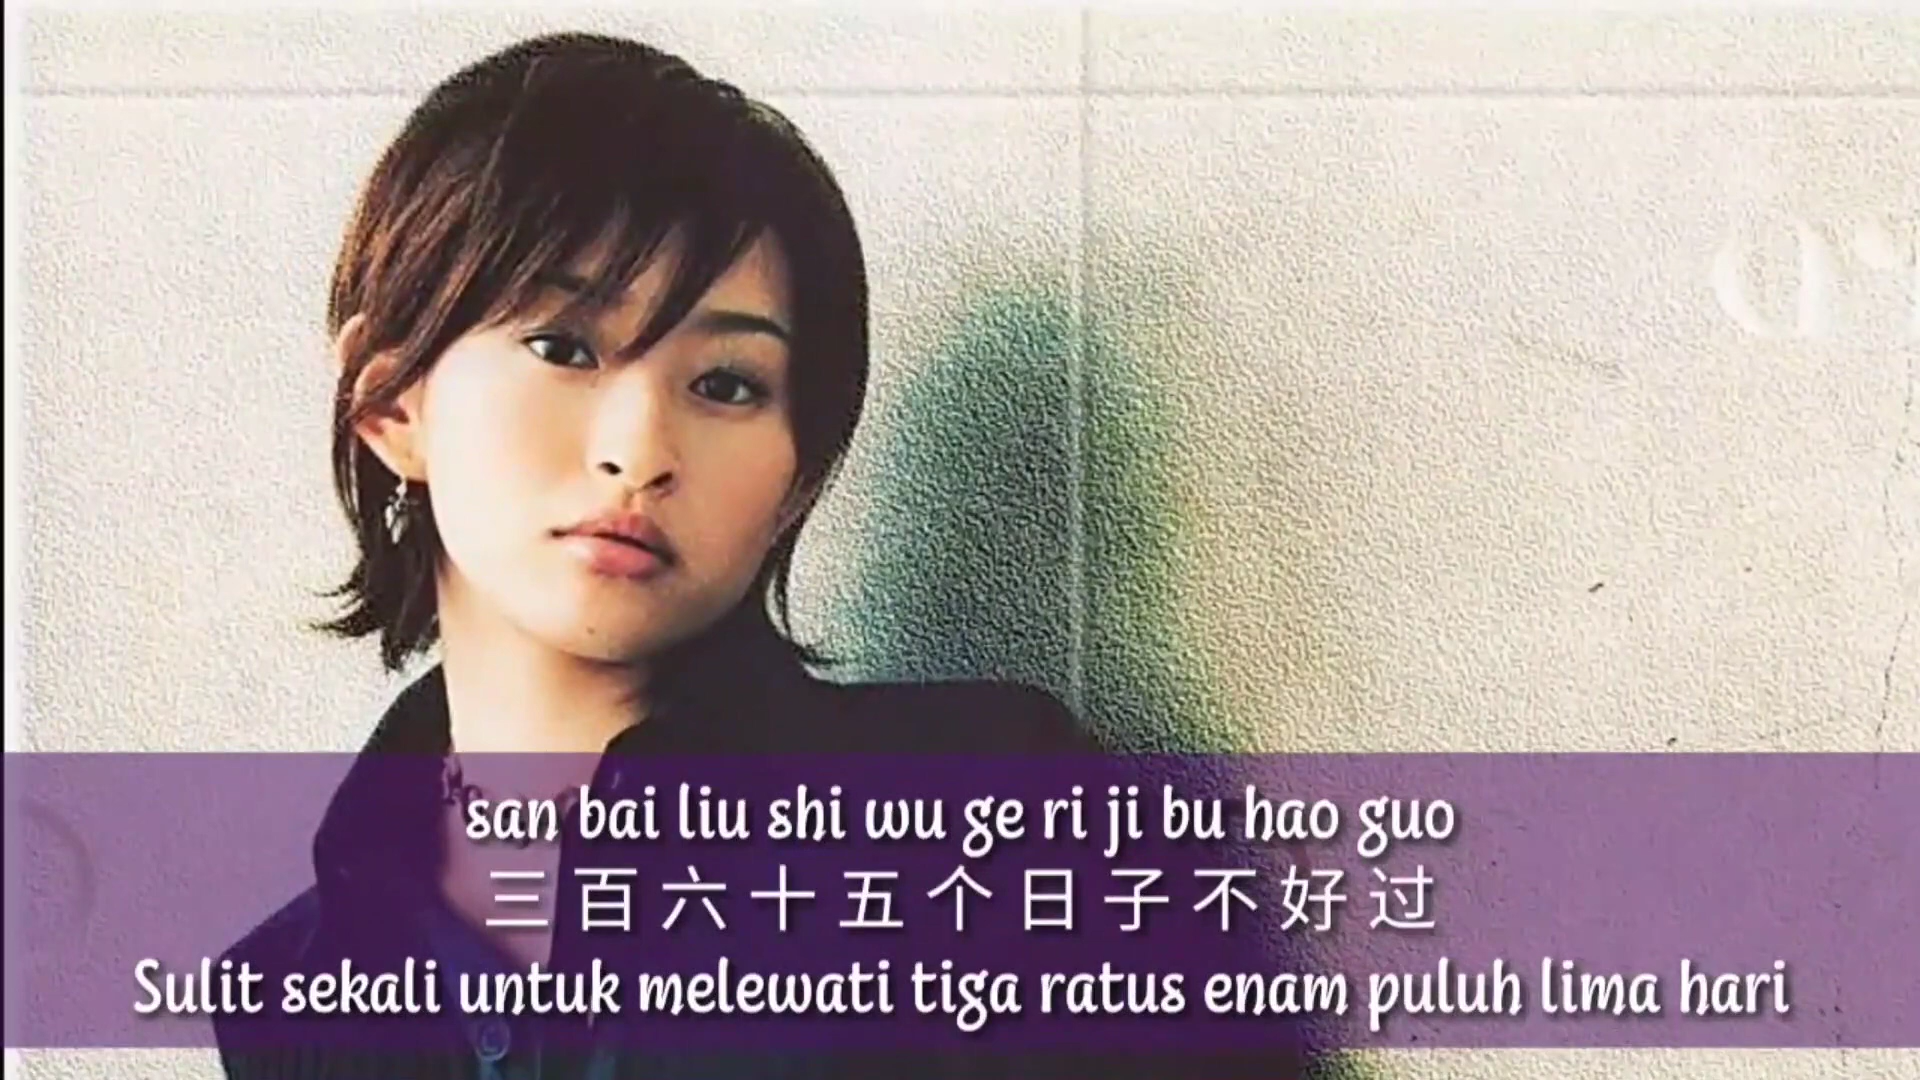 san bai liu shi wu ge ri ji bu hao guo
三百六十五个日子不好过
Sulit sekali untuk melewati tiga ratus enam puluh lima hari